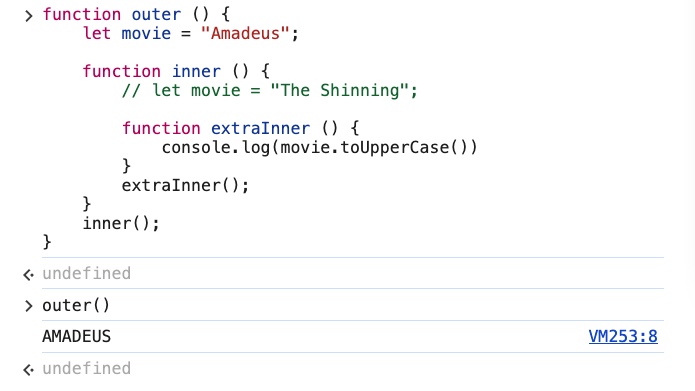 function outer () {
    let movie = "Amadeus";
    function inner () {
        // let movie = "The Shinning";
        function extraInner () {
            console.log(movie.toUpperCase())
        }
        extraInner();
    }
    inner();
}
undefined
outer()
AMADEUS VM253:8
undefined